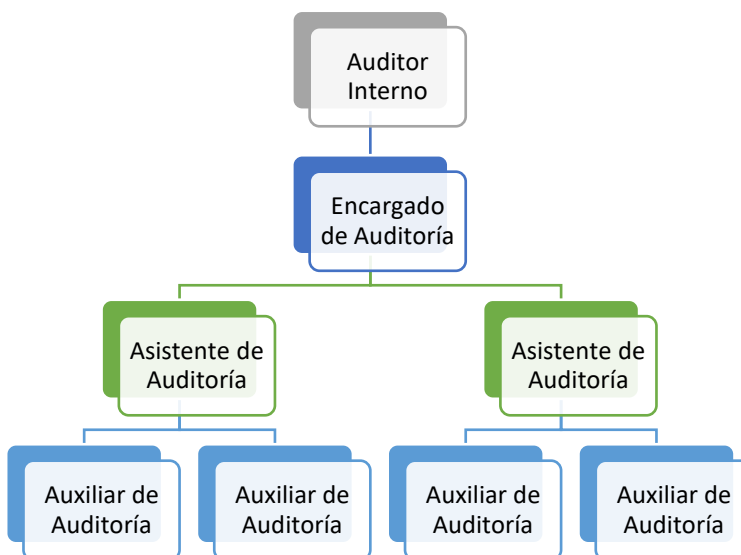 Auditor
Interno
Encargado
de Auditoría
Asistente de
Auditoría
Asistente de
Auditoría
Auxiliar de
Auditoría
Auxiliar de
Auditoría
Auxiliar de
Auditoría
Auxiliar de
Auditoría